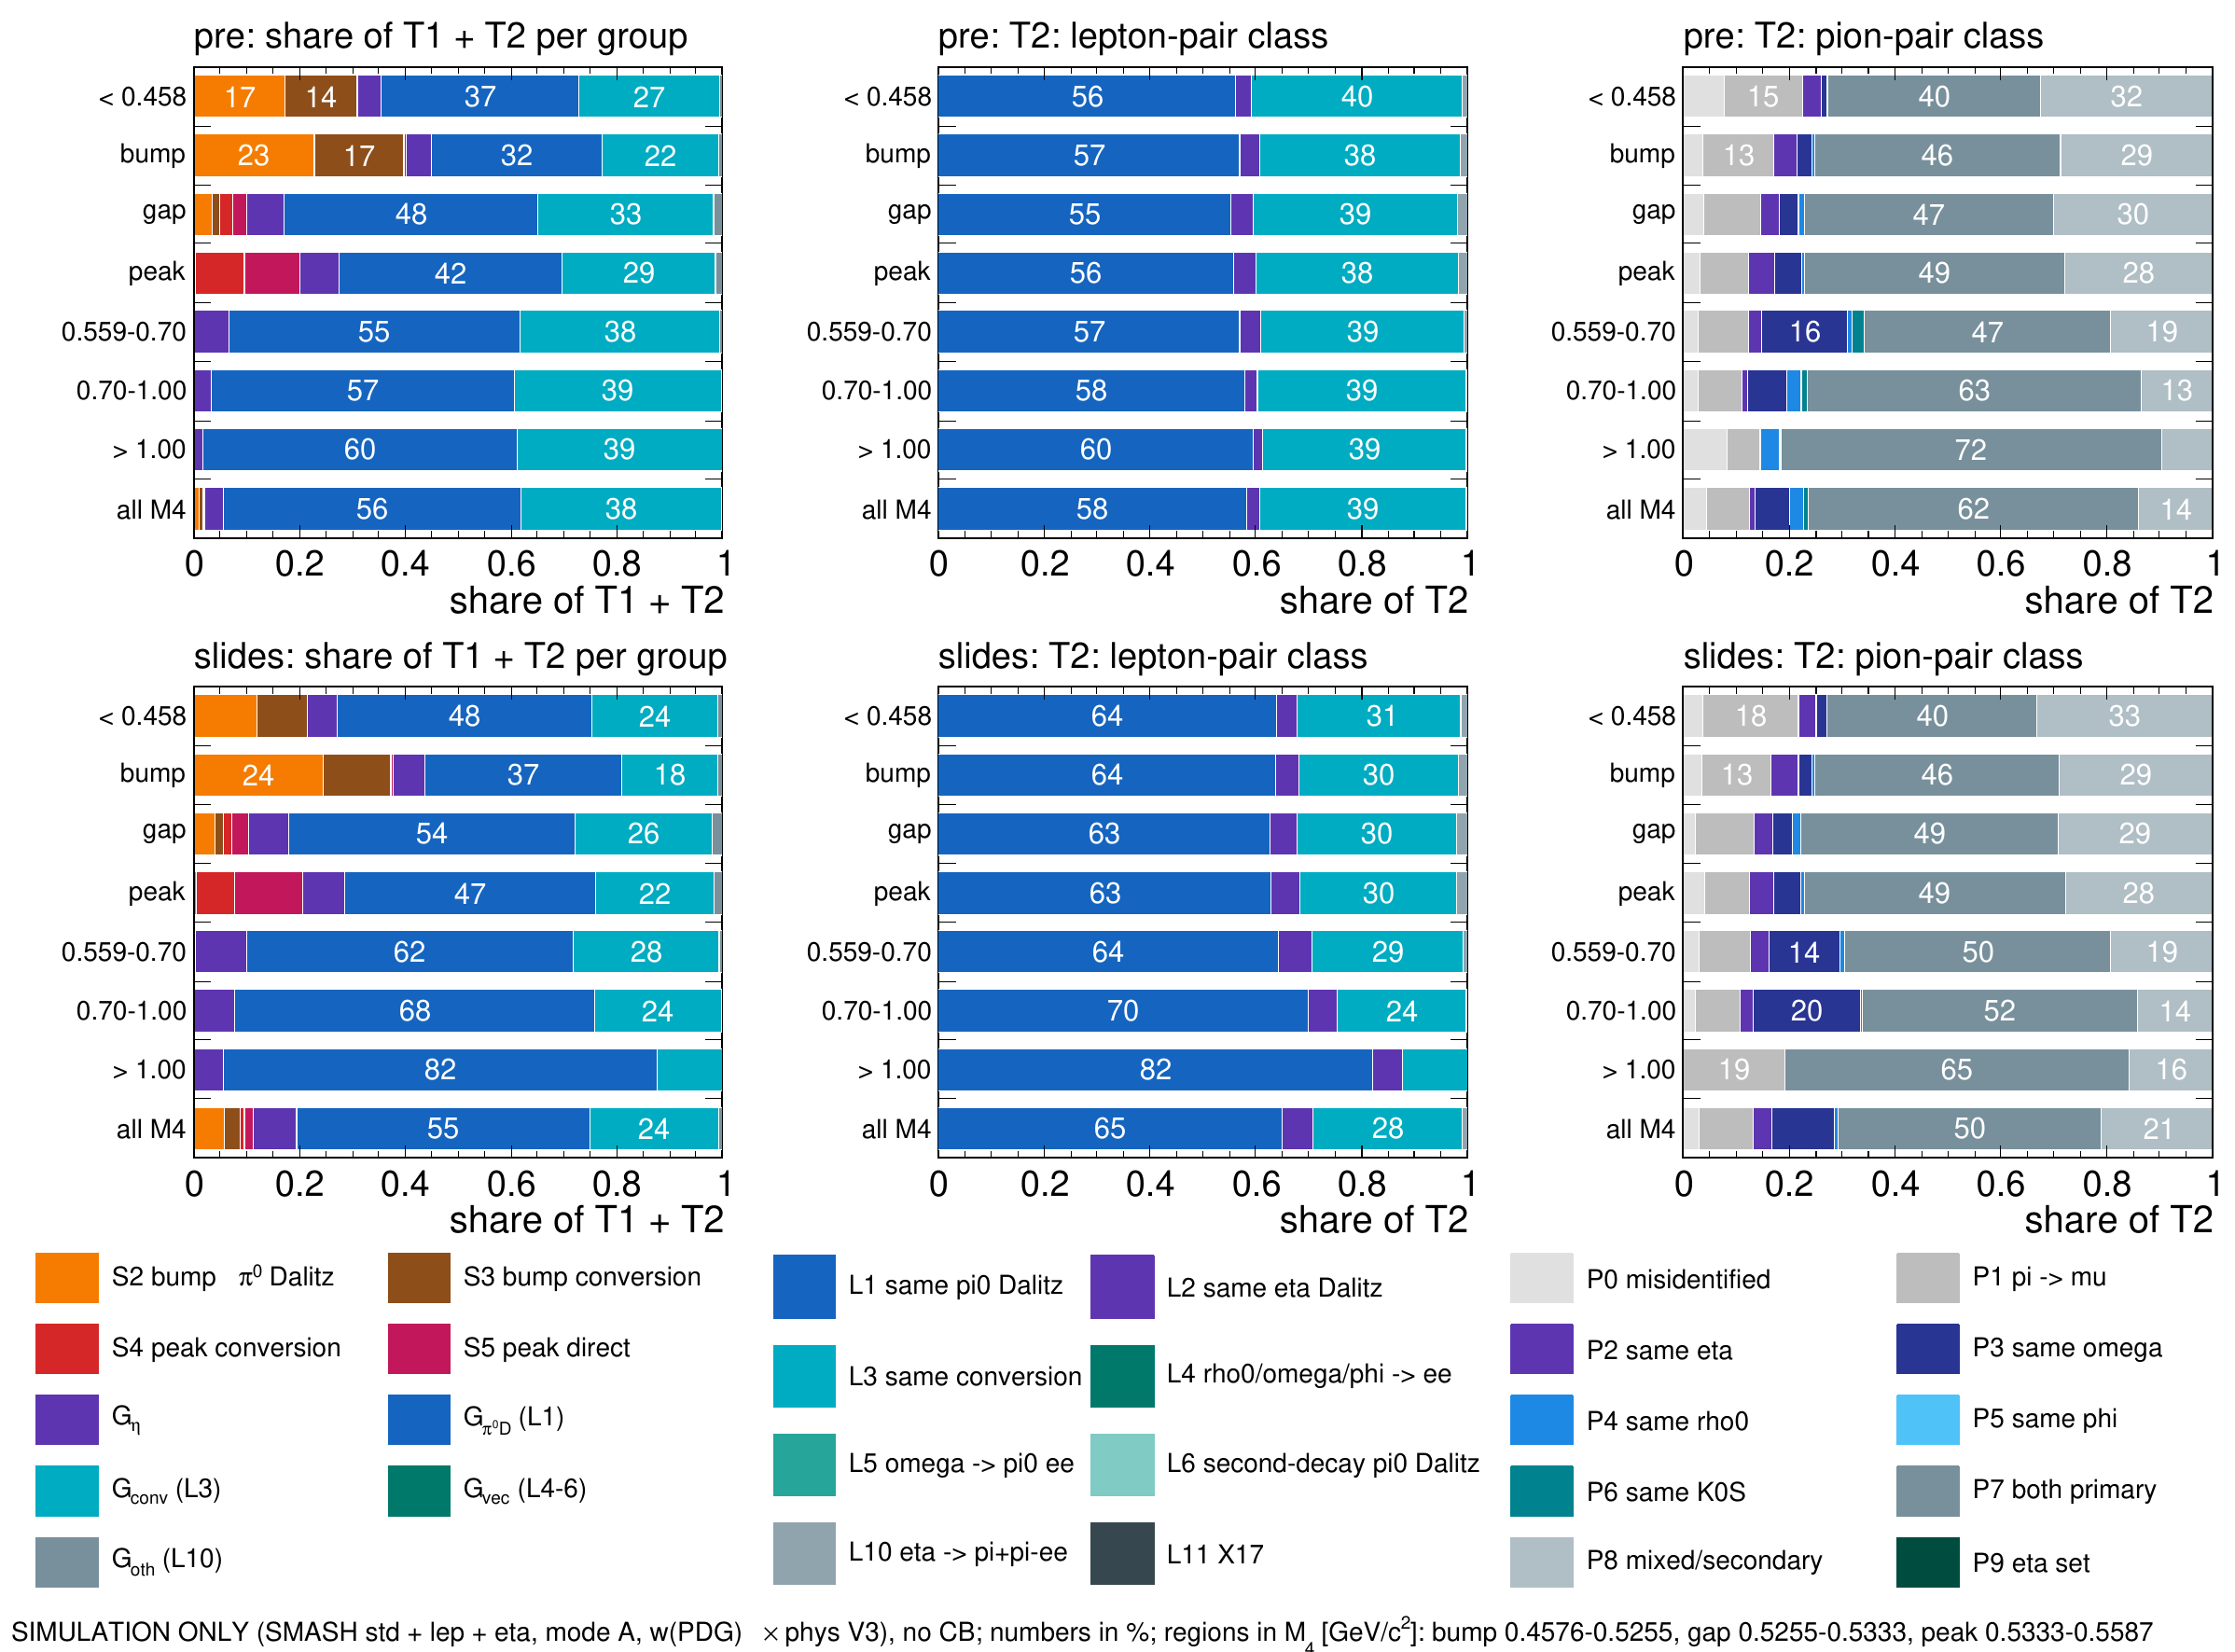 pre: share of T1 + T2 per group
< 0.458 17 14 37 27
bump 23 17 32 22
gap 48 33
peak 42 29
0.559-0.70 55 38
0.70-1.00 57 39
> 1.00 60 39
all M4 56 38
0 0.2 0.4 0.6 0.8 1
share of T1 + T2
pre: T2: lepton-pair class
< 0.458 56 40
bump 57 38
gap 55 39
peak 56 38
0.559-0.70 57 39
0.70-1.00 58 39
> 1.00 60 39
all M4 58 39
0 0.2 0.4 0.6 0.8 1
share of T2
pre: T2: pion-pair class
< 0.458 15 40 32
bump 13 46 29
gap 47 30
peak 49 28
0.559-0.70 16 47 19
0.70-1.00 63 13
> 1.00 72
all M4 62 14
0 0.2 0.4 0.6 0.8 1
share of T2
slides: share of T1 + T2 per group
< 0.458 48 24
bump 24 37 18
gap 54 26
peak 47 22
0.559-0.70 62 28
0.70-1.00 68 24
> 1.00 82
all M4 55 24
0 0.2 0.4 0.6 0.8 1
share of T1 + T2
slides: T2: lepton-pair class
< 0.458 64 31
bump 64 30
gap 63 30
peak 63 30
0.559-0.70 64 29
0.70-1.00 70 24
> 1.00 82
all M4 65 28
0 0.2 0.4 0.6 0.8 1
share of T2
slides: T2: pion-pair class
< 0.458 18 40 33
bump 13 46 29
gap 49 29
peak 49 28
0.559-0.70 14 50 19
0.70-1.00 20 52 14
> 1.00 19 65 16
all M4 50 21
0 0.2 0.4 0.6 0.8 1
share of T2
S2 bump π⁰ Dalitz
S3 bump conversion
S4 peak conversion
S5 peak direct
Gη
Gπ⁰D (L1)
Gconv (L3)
Gvec (L4-6)
Goth (L10)
L1 same pi0 Dalitz
L2 same eta Dalitz
L3 same conversion
L4 rho0/omega/phi -> ee
L5 omega -> pi0 ee
L6 second-decay pi0 Dalitz
L10 eta -> pi+pi-ee
L11 X17
P0 misidentified
P1 pi -> mu
P2 same eta
P3 same omega
P4 same rho0
P5 same phi
P6 same K0S
P7 both primary
P8 mixed/secondary
P9 eta set
SIMULATION ONLY (SMASH std + lep + eta, mode A, w(PDG) × phys V3), no CB; numbers in %; regions in M₄ [GeV/c²]: bump 0.4576-0.5255, gap 0.5255-0.5333, peak 0.5333-0.5587